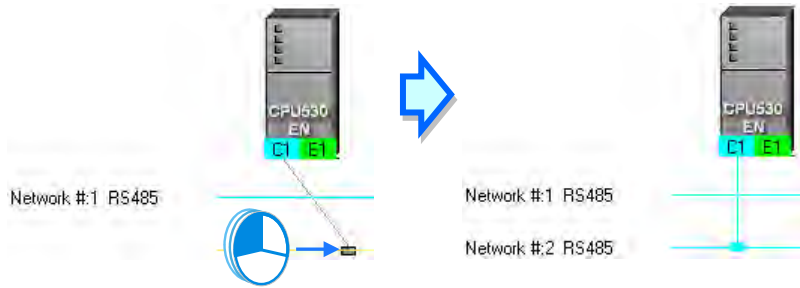 CPU530
EN
C1 E1
Network #:1 RS485
CPU530
EN
C1 E1
Network #:1 RS485
Network #:2 RS485